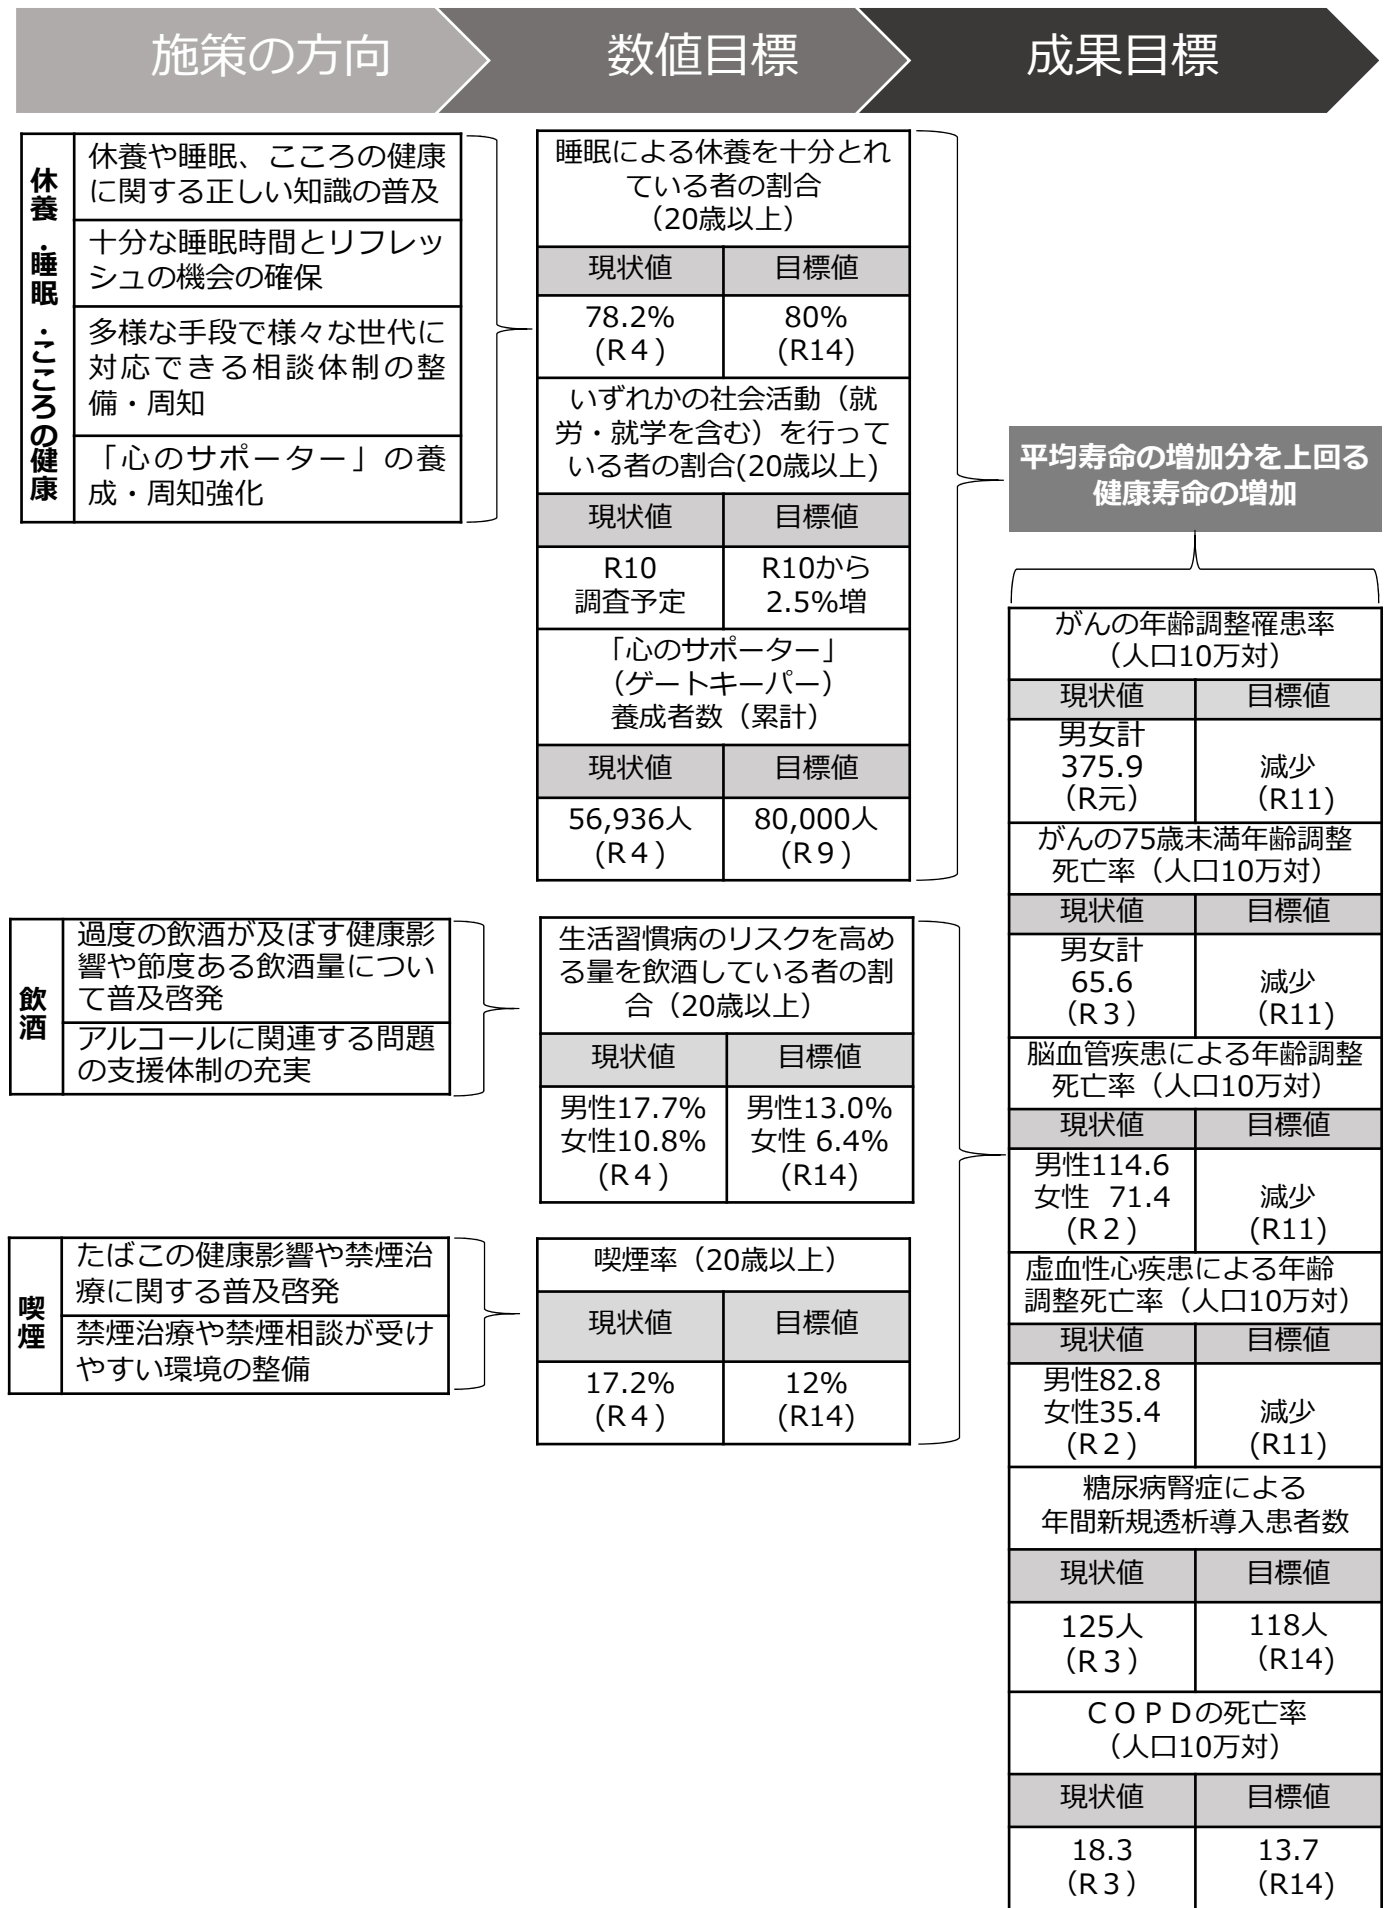 施策の方向
数値目標
成果目標
休養・睡眠・こころの健康
休養や睡眠、こころの健康
に関する正しい知識の普及
十分な睡眠時間とリフレッ
シュの機会の確保
多様な手段で様々な世代に
対応できる相談体制の整
備・周知
「心のサポーター」の養
成・周知強化
睡眠による休養を十分とれ
ている者の割合
（20歳以上）
現状値 目標値
78.2% 80%
(R４) (R14)
いずれかの社会活動（就
労・就学を含む）を行って
いる者の割合(20歳以上)
現状値 目標値
R10 R10から
調査予定 2.5%増
「心のサポーター」
（ゲートキーパー）
養成者数（累計）
現状値 目標値
56,936人 80,000人
(R４) (R９)
飲酒
過度の飲酒が及ぼす健康影
響や節度ある飲酒量につい
て普及啓発
アルコールに関連する問題
の支援体制の充実
生活習慣病のリスクを高め
る量を飲酒している者の割
合（20歳以上）
現状値 目標値
男性17.7% 男性13.0%
女性10.8% 女性 6.4%
(R４) (R14)
喫煙
たばこの健康影響や禁煙治
療に関する普及啓発
禁煙治療や禁煙相談が受け
やすい環境の整備
喫煙率（20歳以上）
現状値 目標値
17.2% 12%
(R４) (R14)
平均寿命の増加分を上回る
健康寿命の増加
がんの年齢調整罹患率
（人口10万対）
現状値 目標値
男女計
375.9 減少
（R元） （R11)
がんの75歳未満年齢調整
死亡率（人口10万対）
現状値 目標値
男女計
65.6 減少
（R３） （R11)
脳血管疾患による年齢調整
死亡率（人口10万対）
現状値 目標値
男性114.6
女性 71.4 減少
(R２) (R11)
虚血性心疾患による年齢
調整死亡率（人口10万対）
現状値 目標値
男性82.8
女性35.4 減少
(R２) (R11)
糖尿病腎症による
年間新規透析導入患者数
現状値 目標値
125人 118人
（R３） （R14)
ＣＯＰＤの死亡率
（人口10万対）
現状値 目標値
18.3 13.7
（R３） （R14)